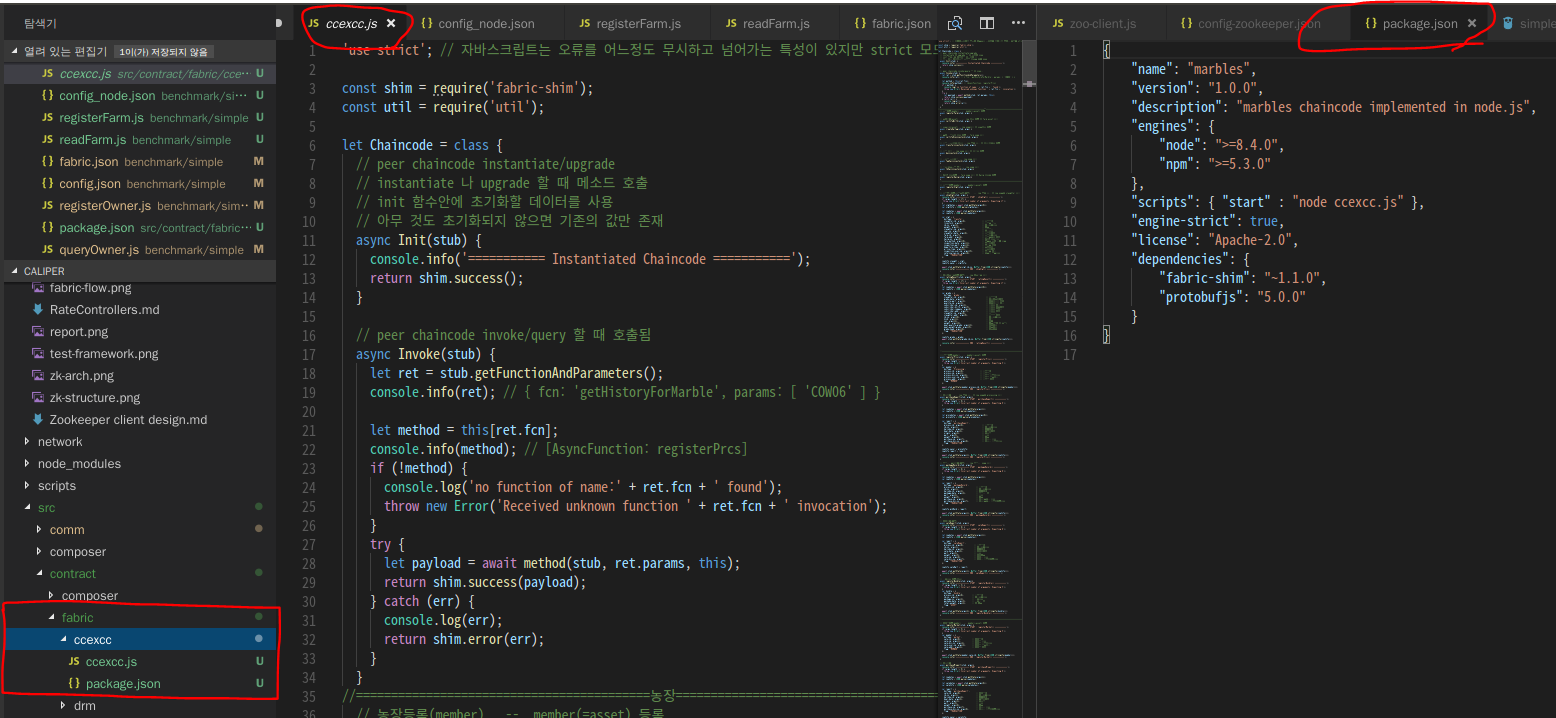 탐색기
열려 있는 편집기 1이(가) 저장되지 않음
JS ccexcc.js src/contract/fabric/cce··· U
{} config_node.json benchmark/si··· U
JS registerFarm.js benchmark/simple U
JS readFarm.js benchmark/simple U
{} fabric.json benchmark/simple M
{} config.json benchmark/simple M
JS registerOwner.js benchmark/sim··· M
{} package.json src/contract/fabric··· U
JS queryOwner.js benchmark/simple M
CALIPER
fabric-flow.png
RateControllers.md
report.png
test-framework.png
zk-arch.png
zk-structure.png
Zookeeper client design.md
network
node_modules
scripts
src
comm
composer
contract
composer
fabric
ccexcc
JS ccexcc.js U
{} package.json U
drm
JS ccexcc.js × {} config_node.json JS registerFarm.js JS readFarm.js {} fabric.json ···
1 'use strict'; // 자바스크립트는 오류를 어느정도 무시하고 넘어가는 특성이 있지만 strict 모드
2
3 const shim = require('fabric-shim');
4 const util = require('util');
5
6 let Chaincode = class {
7 // peer chaincode instantiate/upgrade
8 // instantiate 나 upgrade 할 때 메소드 호출
9 // init 함수안에 초기화할 데이터를 사용
10 // 아무 것도 초기화되지 않으면 기존의 값만 존재
11 async Init(stub) {
12 console.info('=========== Instantiated Chaincode ===========');
13 return shim.success();
14 }
15
16 // peer chaincode invoke/query 할 때 호출됨
17 async Invoke(stub) {
18 let ret = stub.getFunctionAndParameters();
19 console.info(ret); // { fcn: 'getHistoryForMarble', params: [ 'COW06' ] }
20
21 let method = this[ret.fcn];
22 console.info(method); // [AsyncFunction: registerPrcs]
23 if (!method) {
24 console.log('no function of name:' + ret.fcn + ' found');
25 throw new Error('Received unknown function ' + ret.fcn + ' invocation');
26 }
27 try {
28 let payload = await method(stub, ret.params, this);
29 return shim.success(payload);
30 } catch (err) {
31 console.log(err);
32 return shim.error(err);
33 }
34 }
35 //==========================================농장======================================
36 // 농장등록(member) -- member(=asset) 등록
JS zoo-client.js {} config-zookeeper.json {} package.json × simple
1 {
2 "name": "marbles",
3 "version": "1.0.0",
4 "description": "marbles chaincode implemented in node.js",
5 "engines": {
6 "node": ">=8.4.0",
7 "npm": ">=5.3.0"
8 },
9 "scripts": { "start" : "node ccexcc.js" },
10 "engine-strict": true,
11 "license": "Apache-2.0",
12 "dependencies": {
13 "fabric-shim": "~1.1.0",
14 "protobufjs": "5.0.0"
15 }
16 }
17